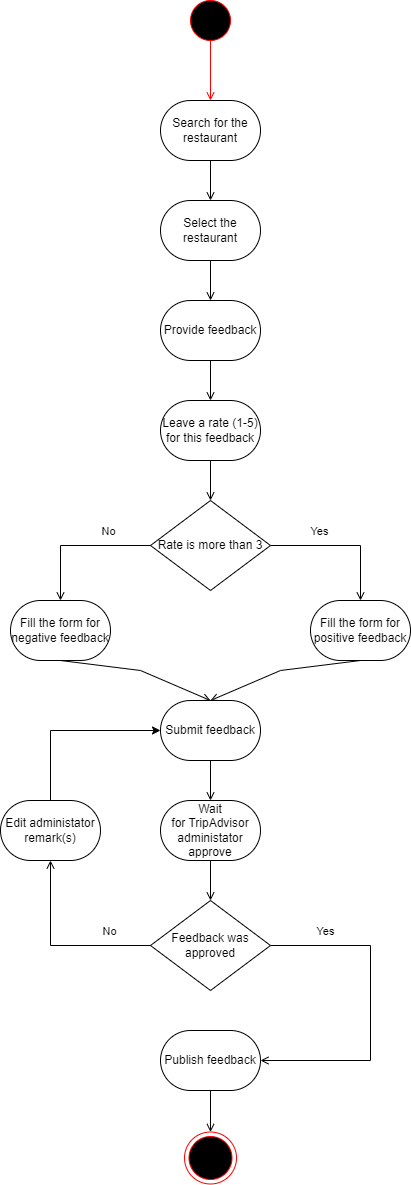 Search for the
restaurant
Select the
restaurant
Provide feedback
Leave a rate (1-5)
for this feedback
No
Rate is more than 3
Yes
Fill the form for
negative feedback
Fill the form for
positive feedback
Submit feedback
Edit administator
remark(s)
Wait
for TripAdvisor
administator
approve
No
Feedback was
approved
Yes
Publish feedback